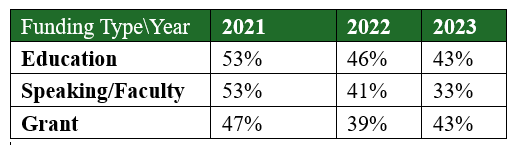 Funding Type\Year 2021 2022 2023
Education 53% 46% 43%
Speaking/Faculty 53% 41% 33%
Grant 47% 39% 43%